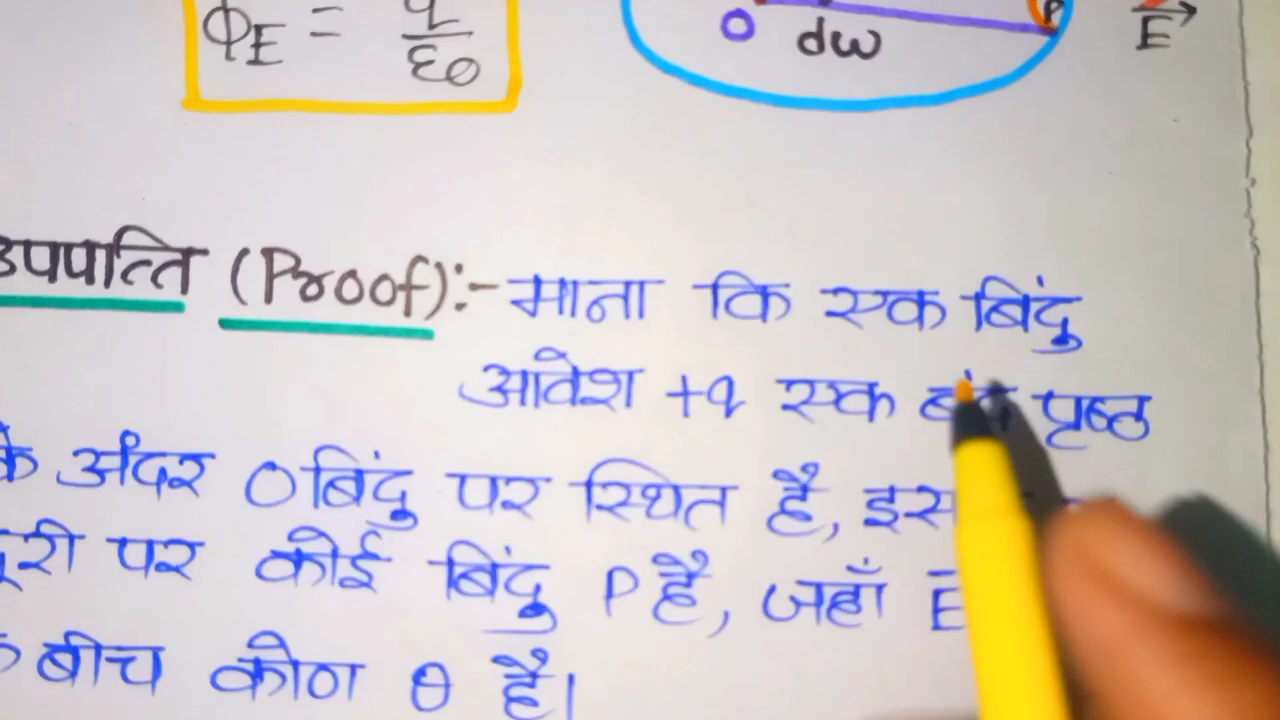 ΦE = q/ε0
O dω P E→
उपपत्ति (Proof):- माना कि एक बिंदु
आवेश +q एक बंद पृष्ठ
के अंदर O बिंदु पर स्थित है, इस
दूरी पर कोई बिंदु P है, जहाँ E
के बीच कोण θ है।